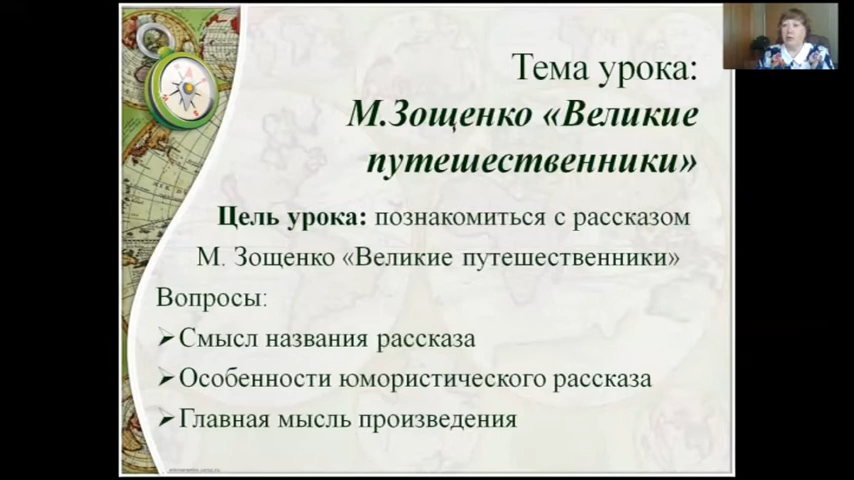 Тема урока:
М.Зощенко «Великие
путешественники»
Цель урока: познакомиться с рассказом
М. Зощенко «Великие путешественники»
Вопросы:
Смысл названия рассказа
Особенности юмористического рассказа
Главная мысль произведения